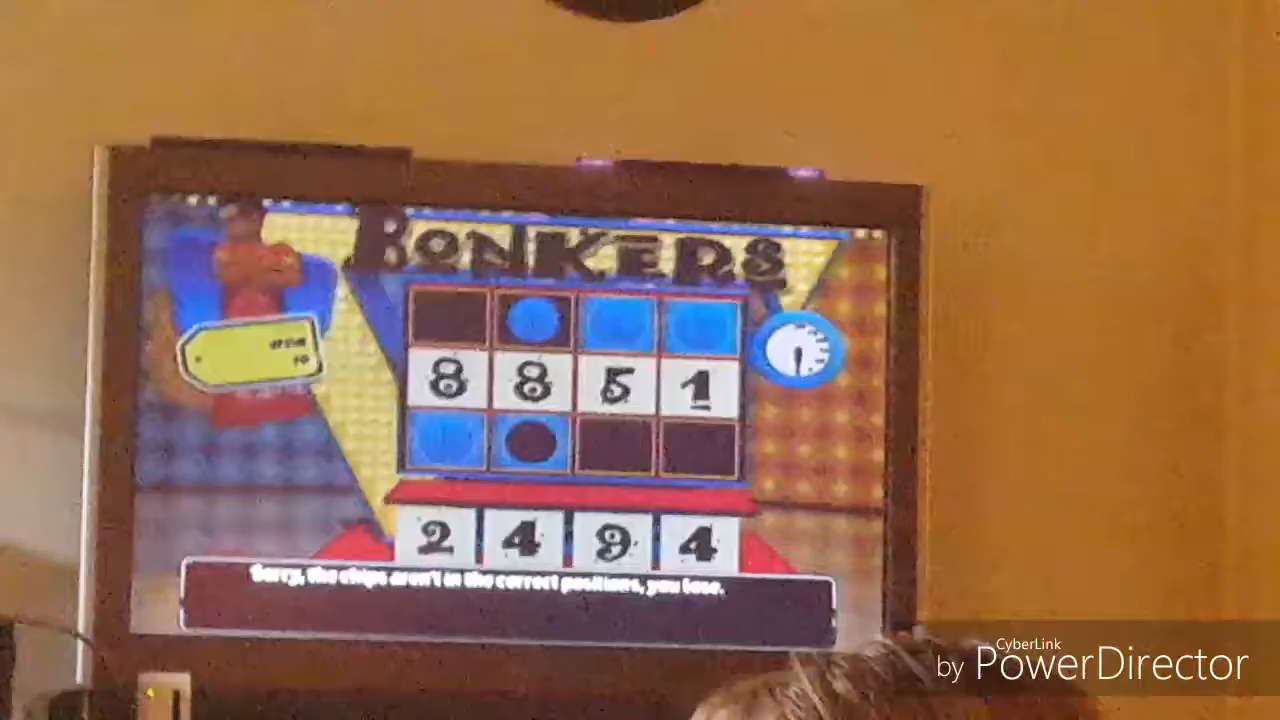 BONKERS
8 8 5 1
2 4 9 4
Sorry, the chips aren't in the correct positions, you lose.
CyberLink
by PowerDirector